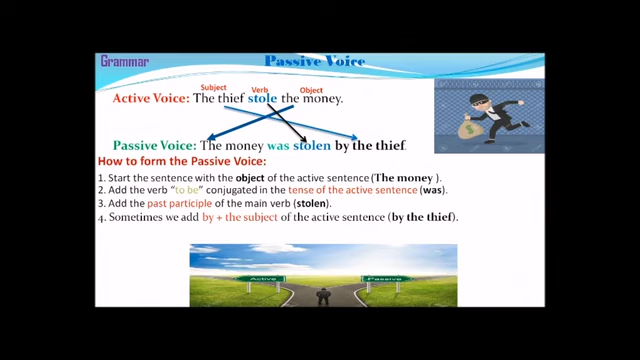 Grammar
Passive Voice
Subject Verb Object
Active Voice: The thief stole the money.
Passive Voice: The money was stolen by the thief.
How to form the Passive Voice:
1. Start the sentence with the object of the active sentence (The money ).
2. Add the verb "to be" conjugated in the tense of the active sentence (was).
3. Add the past participle of the main verb (stolen).
4. Sometimes we add by + the subject of the active sentence (by the thief).
Active Passive